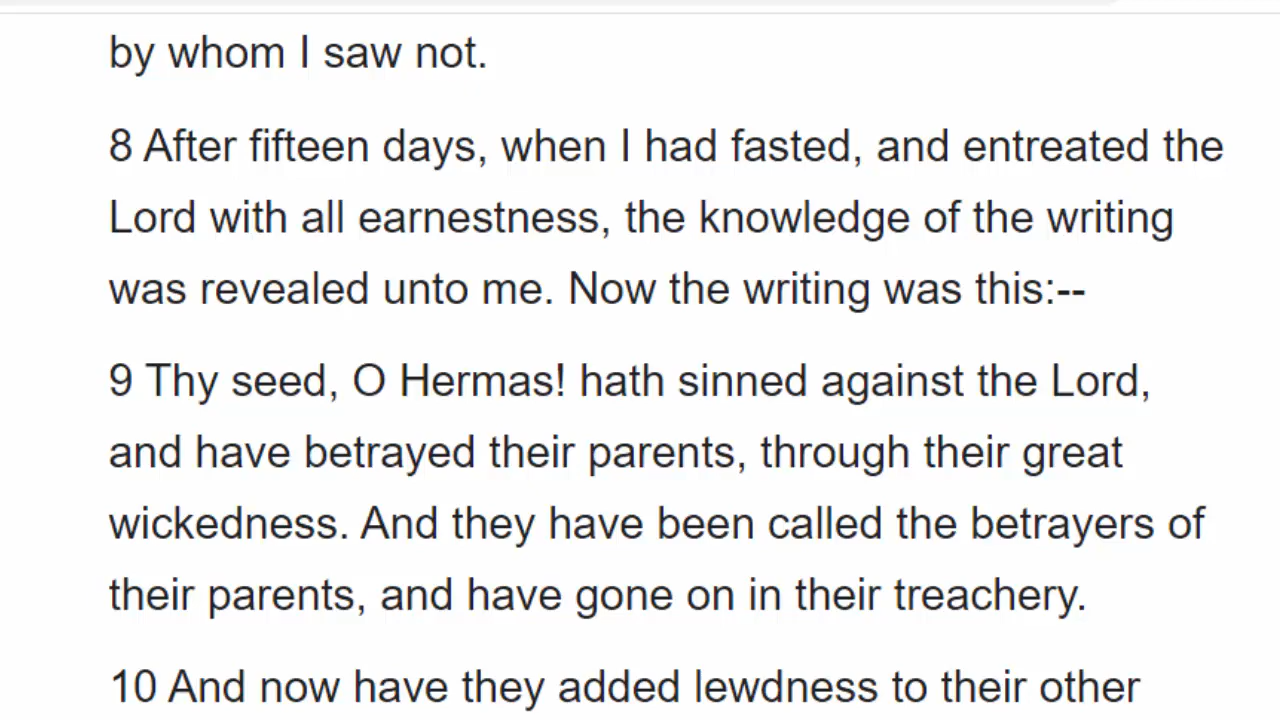 by whom I saw not.
8 After fifteen days, when I had fasted, and entreated the
Lord with all earnestness, the knowledge of the writing
was revealed unto me. Now the writing was this:--
9 Thy seed, O Hermas! hath sinned against the Lord,
and have betrayed their parents, through their great
wickedness. And they have been called the betrayers of
their parents, and have gone on in their treachery.
10 And now have they added lewdness to their other